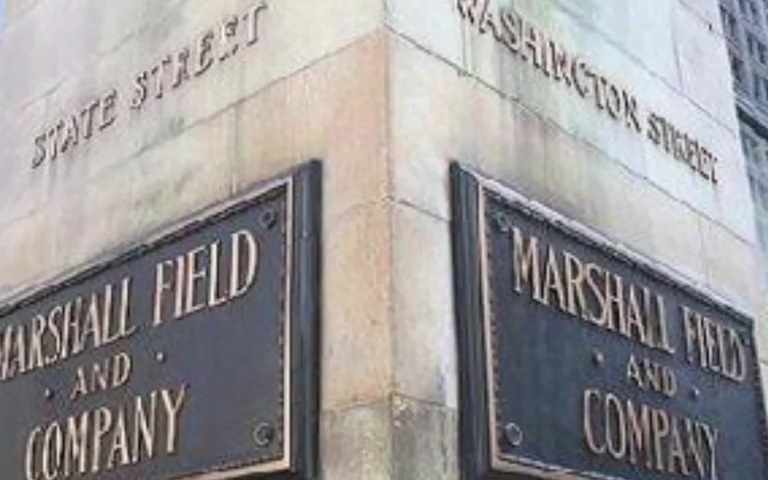 STATE STREET
MARSHALL FIELD
· AND ·
COMPANY
WASHINGTON STREET
MARSHALL FIELD
· AND ·
COMPANY